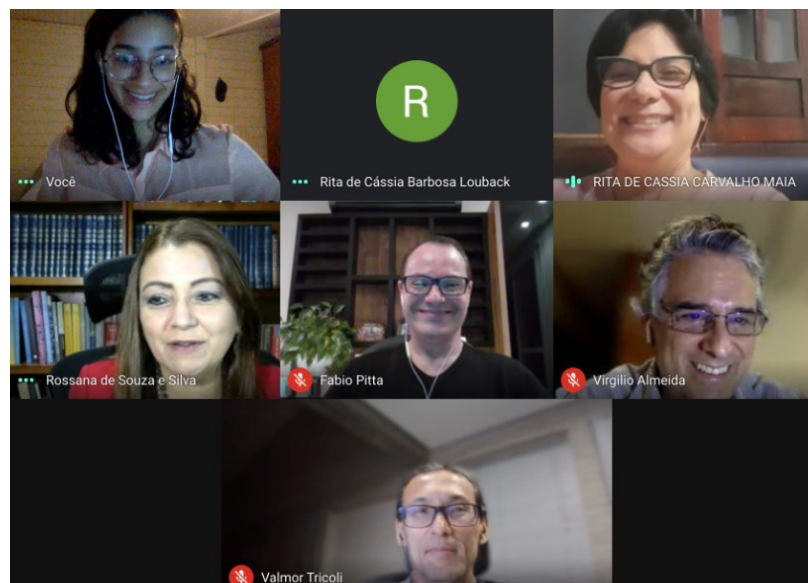 R
Você
Rita de Cássia Barbosa Louback
RITA DE CASSIA CARVALHO MAIA
Rossana de Souza e Silva
Fabio Pitta
Virgilio Almeida
Valmor Tricoli